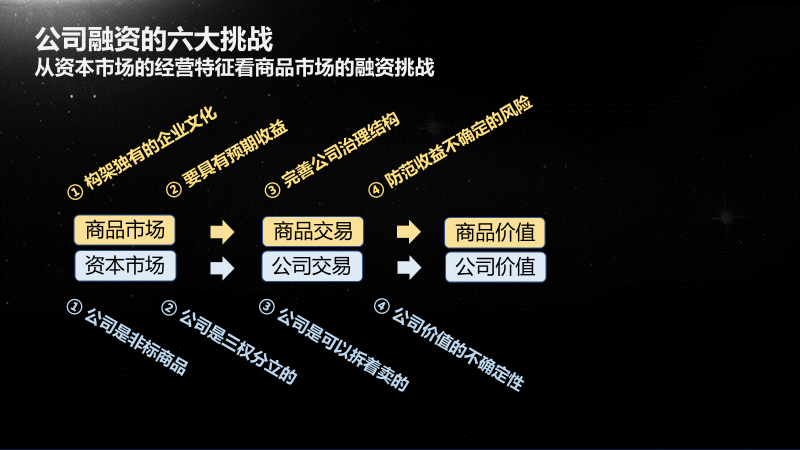 公司融资的六大挑战
从资本市场的经营特征看商品市场的融资挑战
① 构架独有的企业文化
② 要具有预期收益
③ 完善公司治理结构
④ 防范收益不确定的风险
商品市场
商品交易
商品价值
资本市场
公司交易
公司价值
① 公司是非标商品
② 公司是三权分立的
③ 公司是可以拆着卖的
④ 公司价值的不确定性